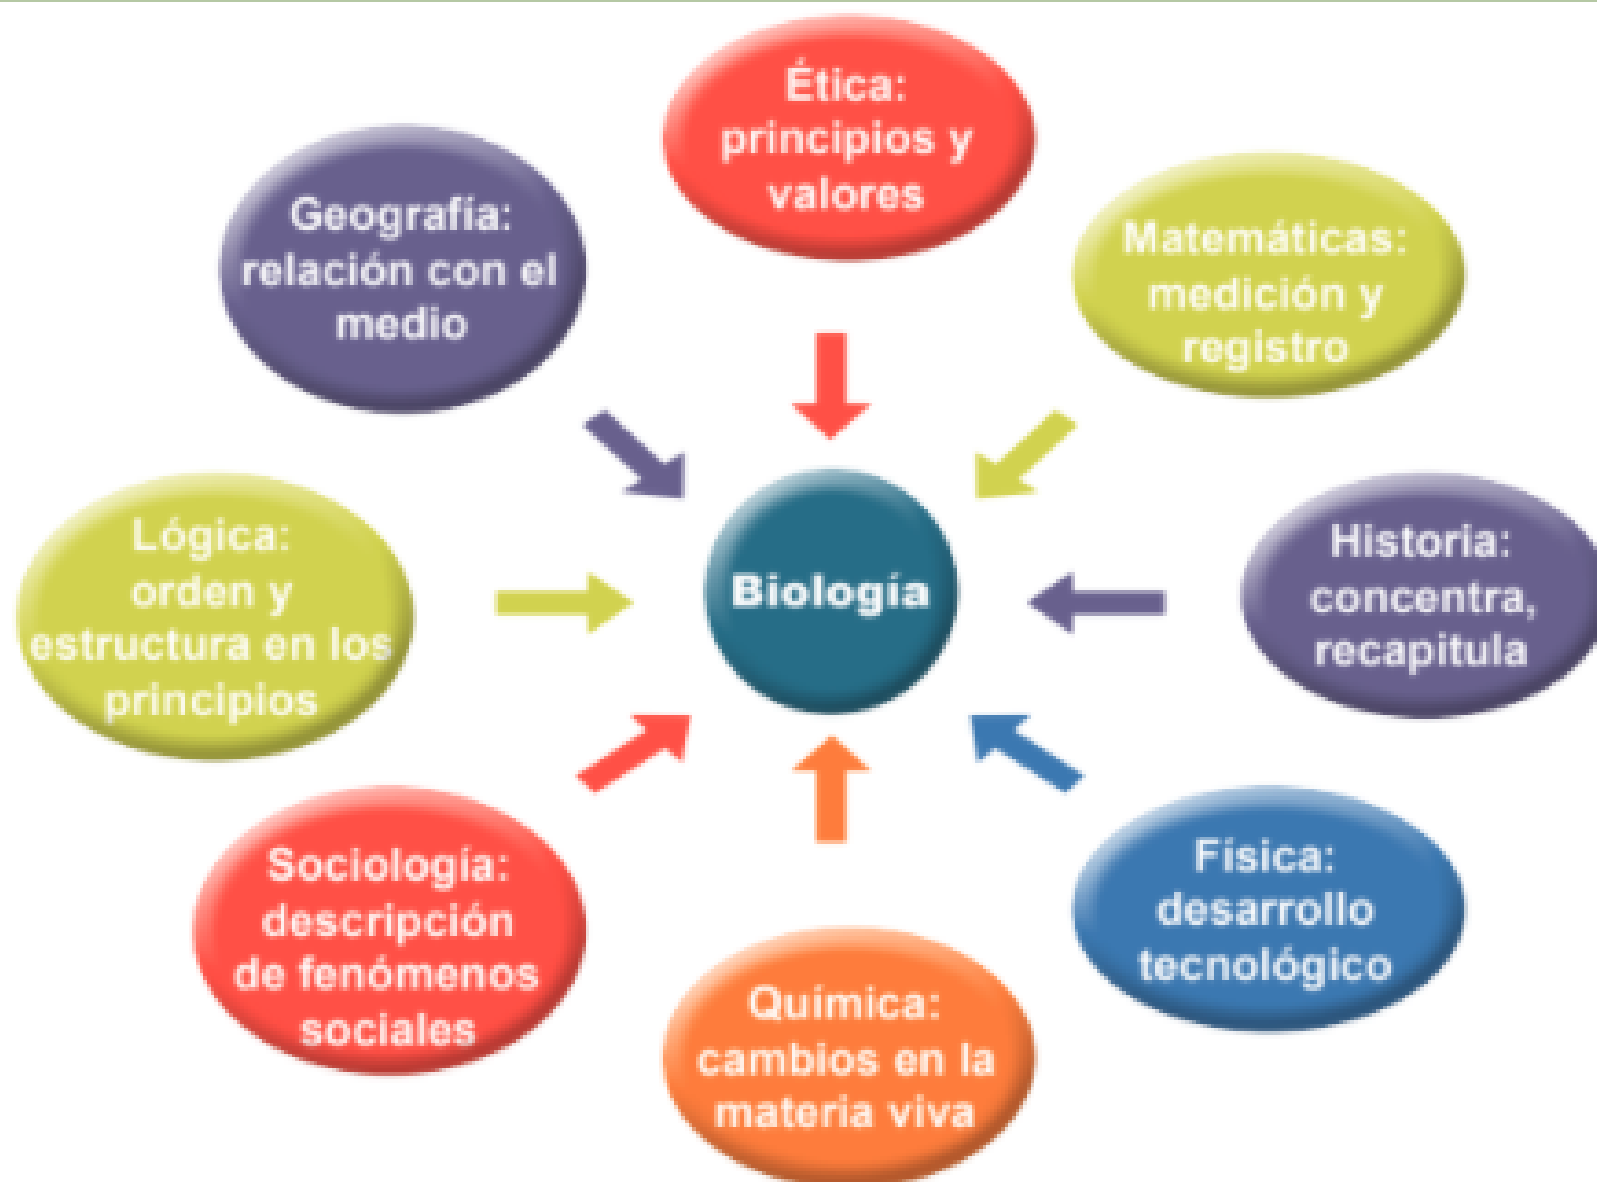 Ética:
principios y
valores
Geografía:
relación con el
medio
Matemáticas:
medición y
registro
Lógica:
orden y
estructura en los
principios
Biología
Historia:
concentra,
recapitula
Sociología:
descripción
de fenómenos
sociales
Física:
desarrollo
tecnológico
Química:
cambios en la
materia viva